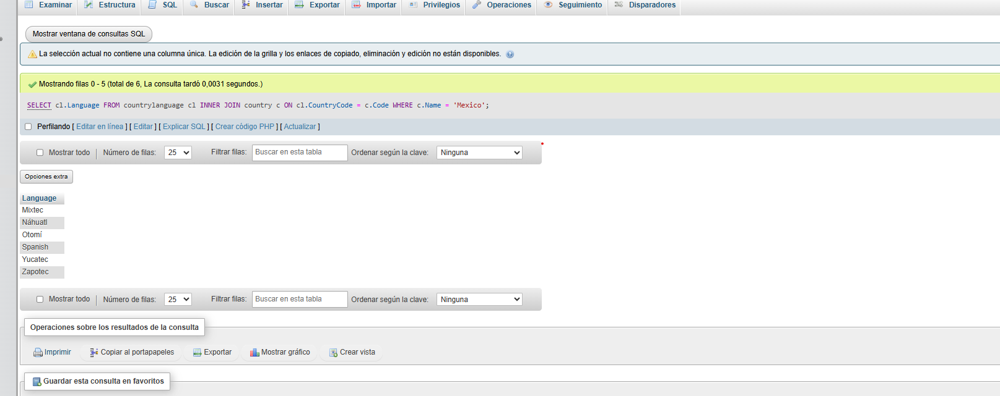 Examinar Estructura SQL Buscar Insertar Exportar Importar Privilegios Operaciones Seguimiento Disparadores
Mostrar ventana de consultas SQL
La selección actual no contiene una columna única. La edición de la grilla y los enlaces de copiado, eliminación y edición no están disponibles.
Mostrando filas 0 - 5 (total de 6, La consulta tardó 0,0031 segundos.)
SELECT cl.Language FROM countrylanguage cl INNER JOIN country c ON cl.CountryCode = c.Code WHERE c.Name = 'Mexico';
Perfilando [ Editar en línea ] [ Editar ] [ Explicar SQL ] [ Crear código PHP ] [ Actualizar ]
Mostrar todo | Número de filas: 25 Filtrar filas: Buscar en esta tabla Ordenar según la clave: Ninguna
Opciones extra
Language
Mixtec
Náhuatl
Otomí
Spanish
Yucatec
Zapotec
Mostrar todo | Número de filas: 25 Filtrar filas: Buscar en esta tabla Ordenar según la clave: Ninguna
Operaciones sobre los resultados de la consulta
Imprimir Copiar al portapapeles Exportar Mostrar gráfico Crear vista
Guardar esta consulta en favoritos